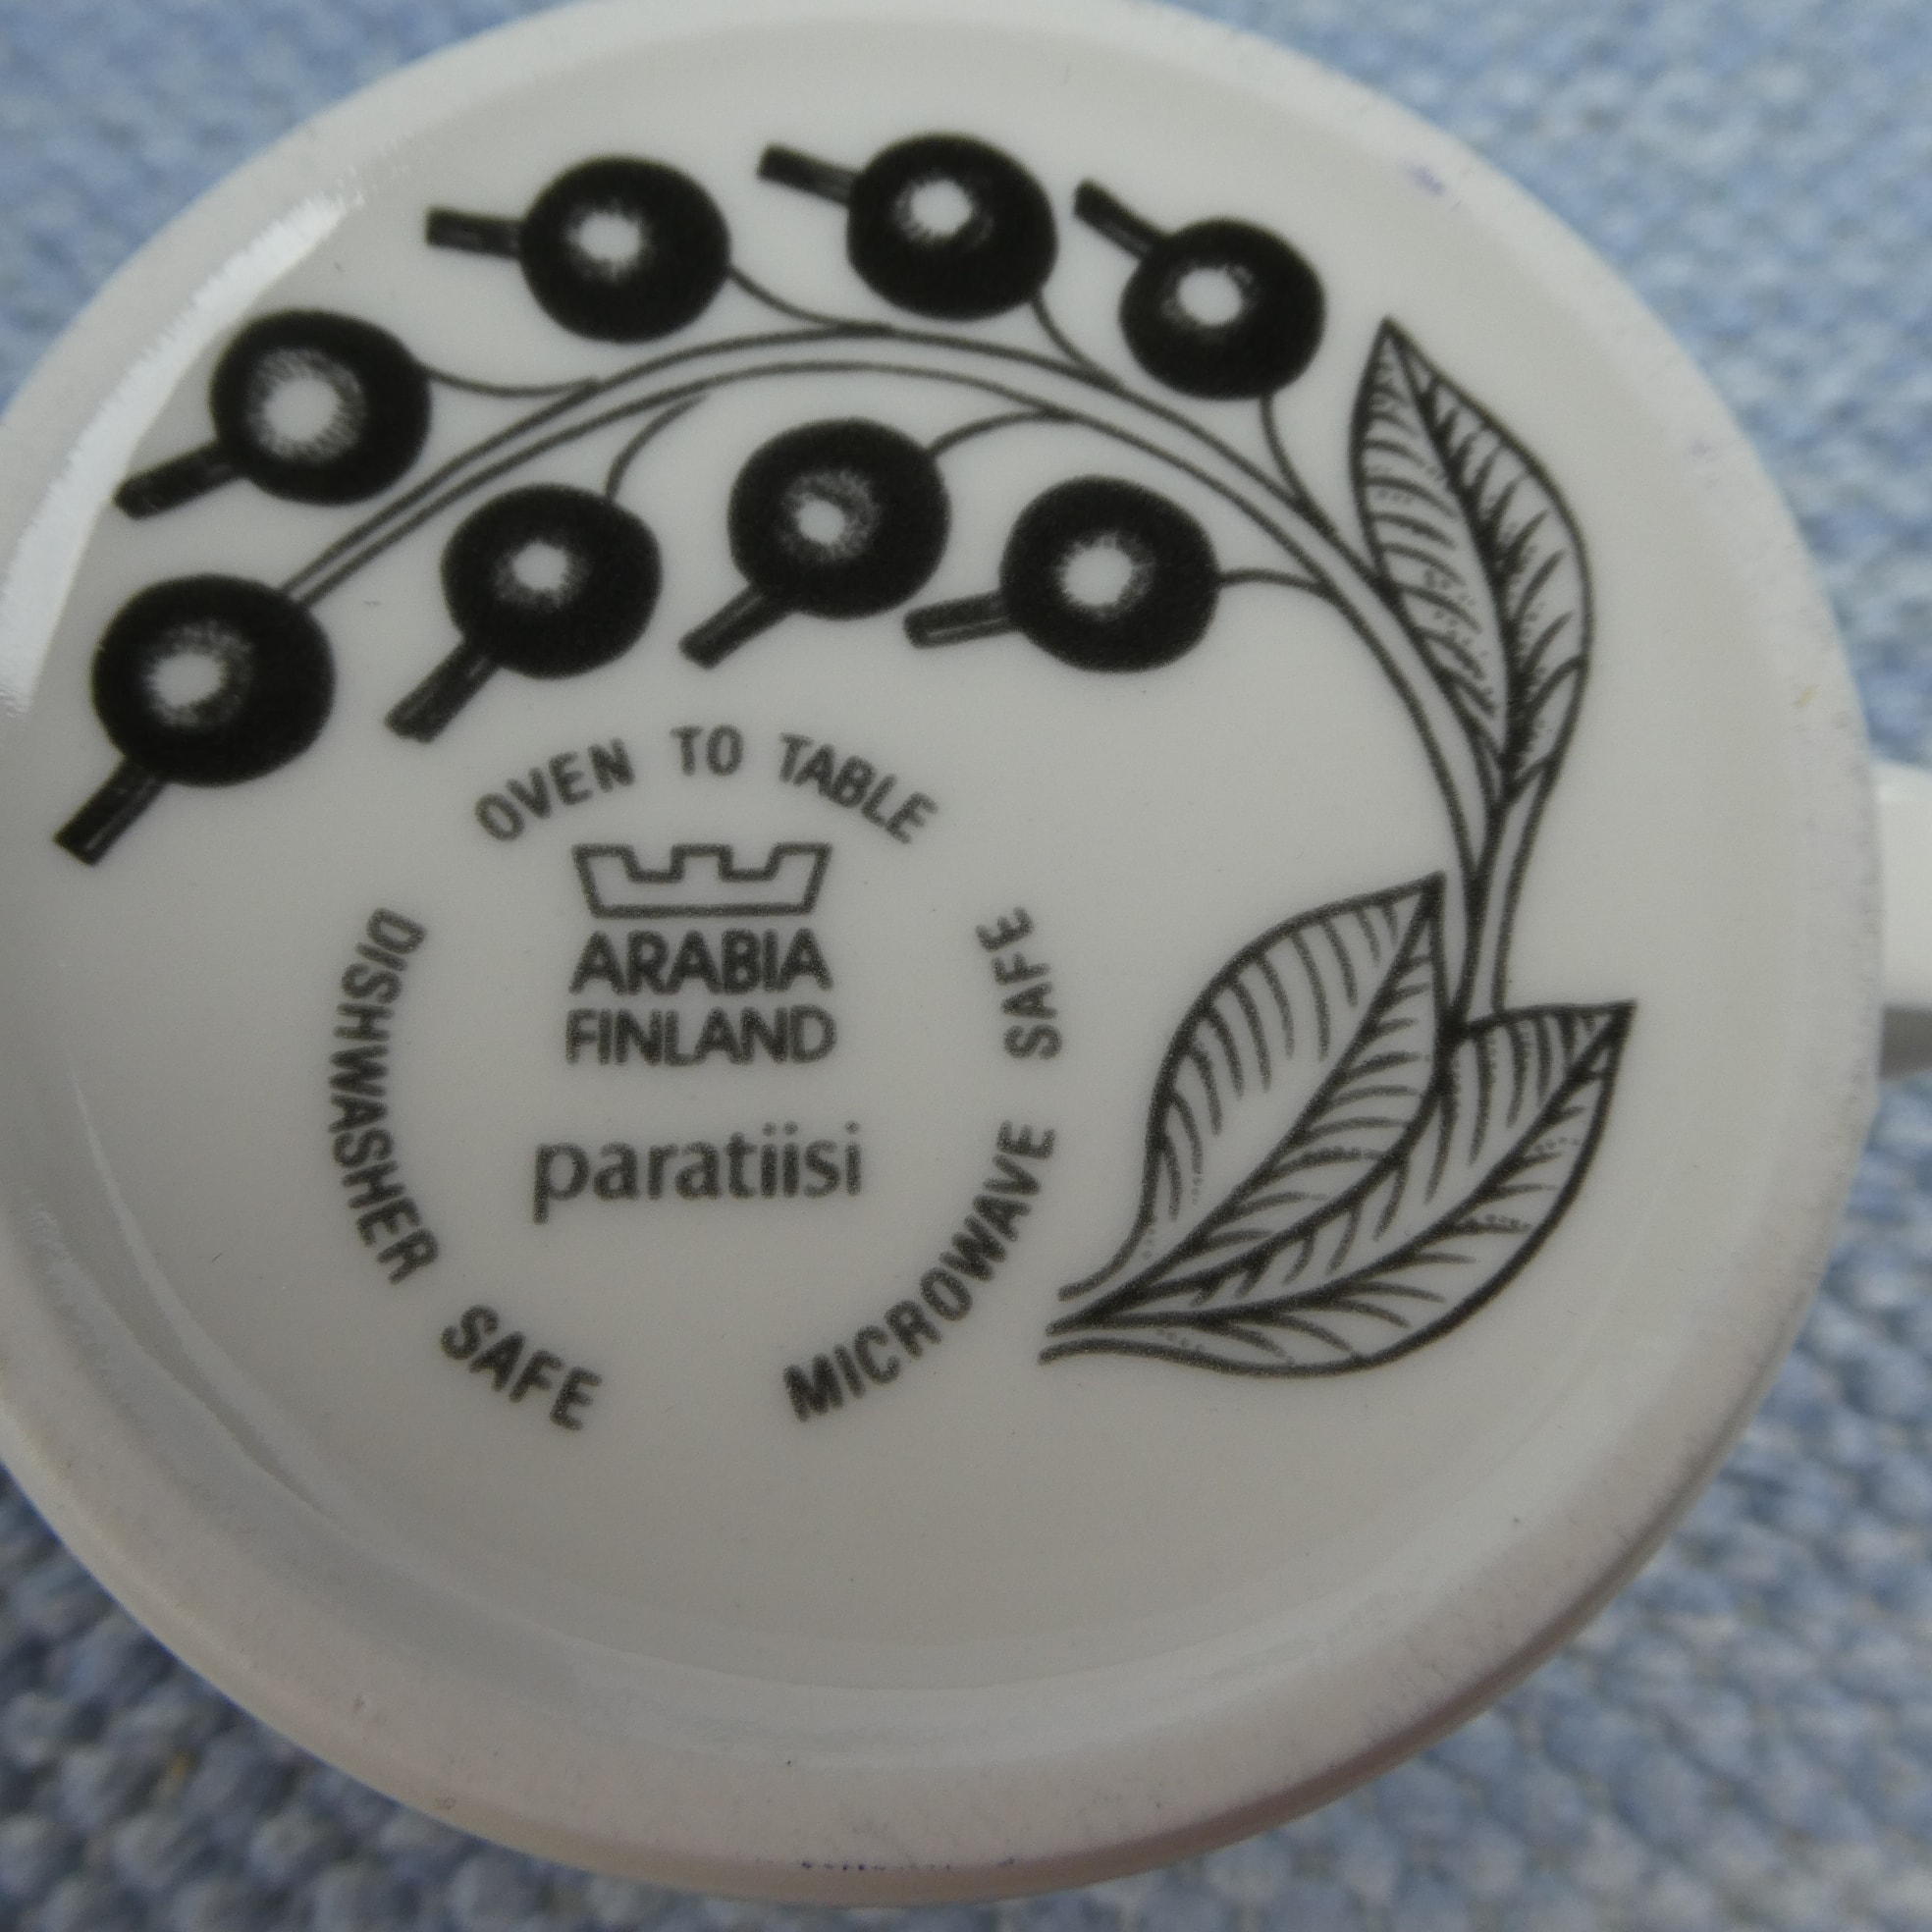 OVEN TO TABLE
ARABIA
FINLAND
paratiisi
DISHWASHER SAFE
MICROWAVE SAFE